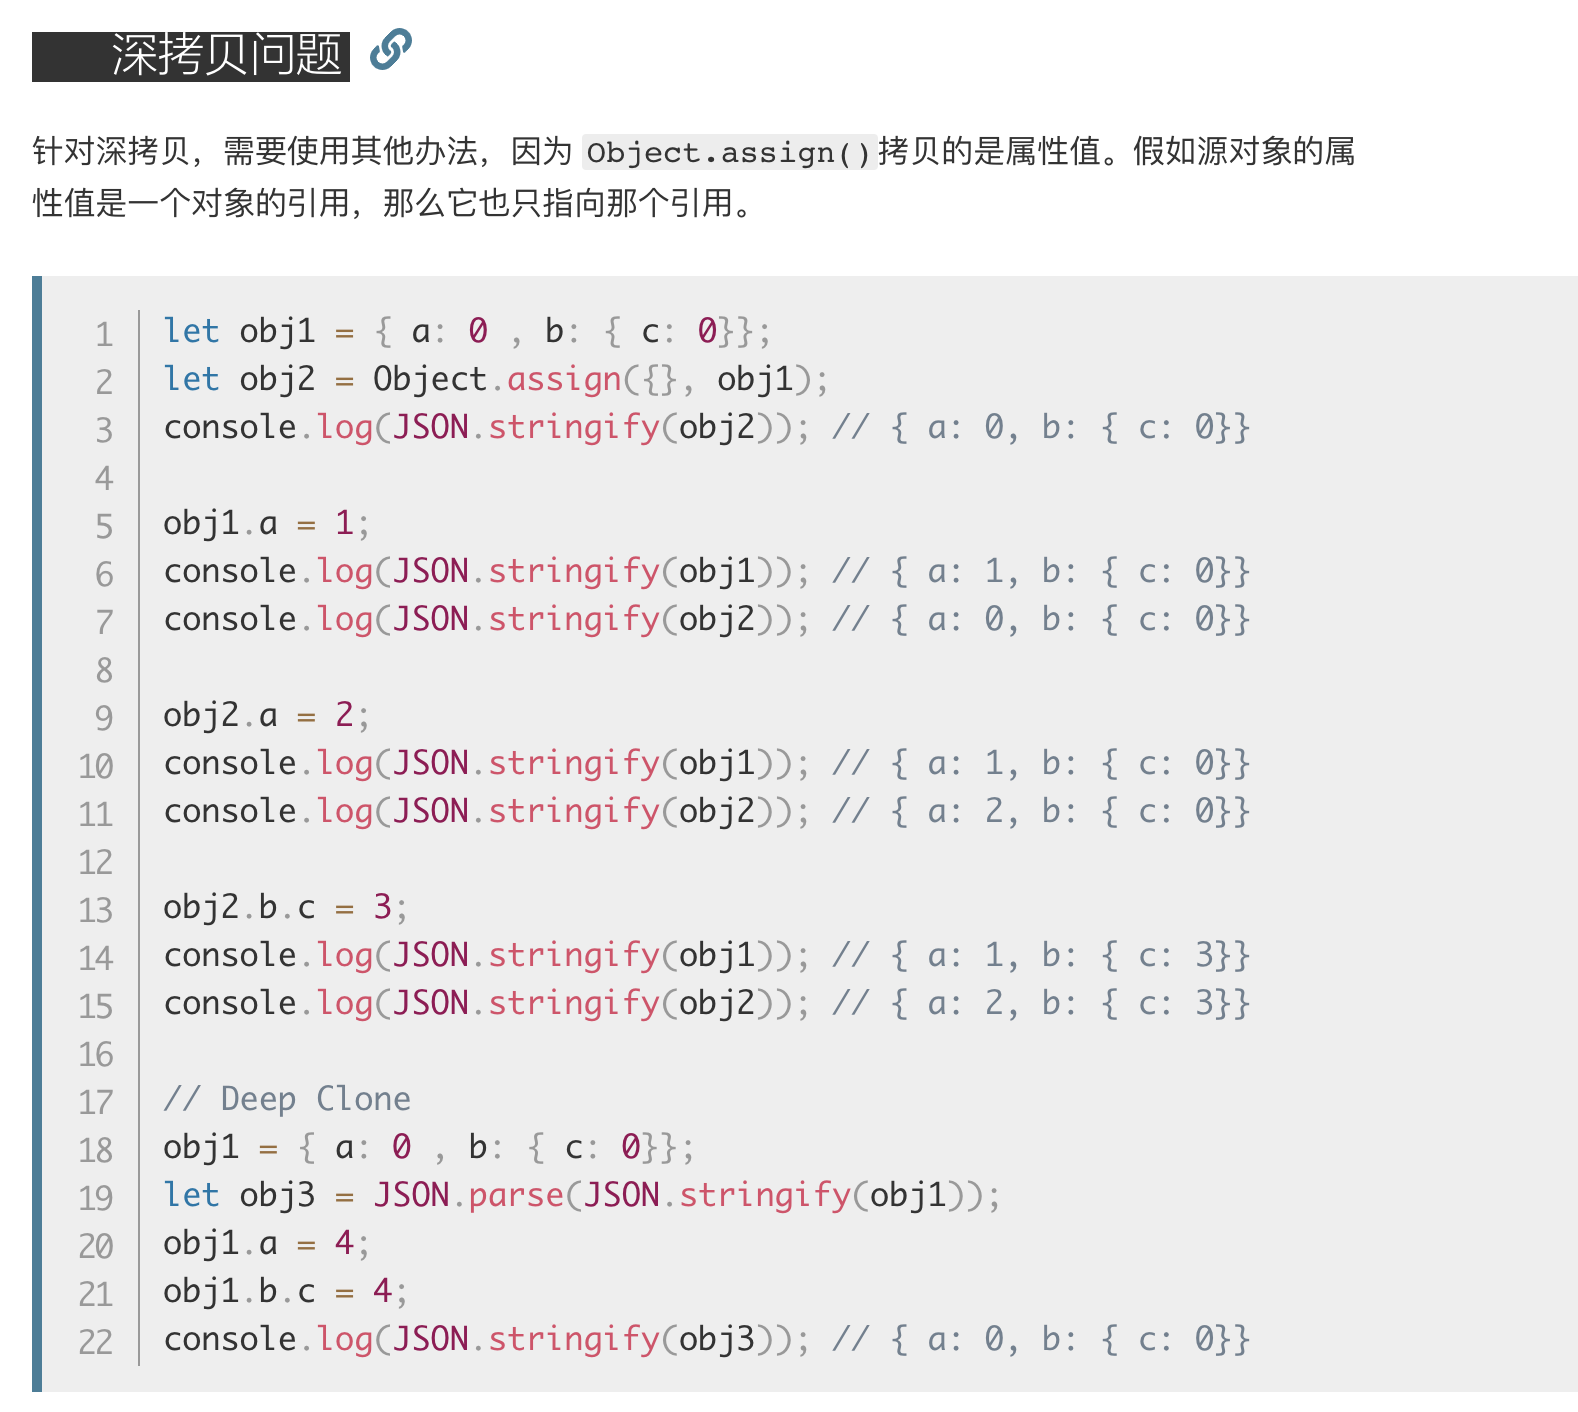 深拷贝问题
针对深拷贝，需要使用其他办法，因为 Object.assign()拷贝的是属性值。假如源对象的属
性值是一个对象的引用，那么它也只指向那个引用。
1 let obj1 = { a: 0 , b: { c: 0}};
2 let obj2 = Object.assign({}, obj1);
3 console.log(JSON.stringify(obj2)); // { a: 0, b: { c: 0}}
4
5 obj1.a = 1;
6 console.log(JSON.stringify(obj1)); // { a: 1, b: { c: 0}}
7 console.log(JSON.stringify(obj2)); // { a: 0, b: { c: 0}}
8
9 obj2.a = 2;
10 console.log(JSON.stringify(obj1)); // { a: 1, b: { c: 0}}
11 console.log(JSON.stringify(obj2)); // { a: 2, b: { c: 0}}
12
13 obj2.b.c = 3;
14 console.log(JSON.stringify(obj1)); // { a: 1, b: { c: 3}}
15 console.log(JSON.stringify(obj2)); // { a: 2, b: { c: 3}}
16
17 // Deep Clone
18 obj1 = { a: 0 , b: { c: 0}};
19 let obj3 = JSON.parse(JSON.stringify(obj1));
20 obj1.a = 4;
21 obj1.b.c = 4;
22 console.log(JSON.stringify(obj3)); // { a: 0, b: { c: 0}}